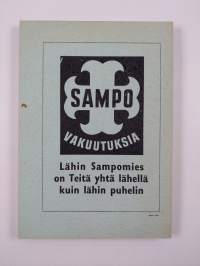 SAMPO
VAKUUTUKSIA
Lähin Sampomies
on Teitä yhtä lähellä
kuin lähin puhelin